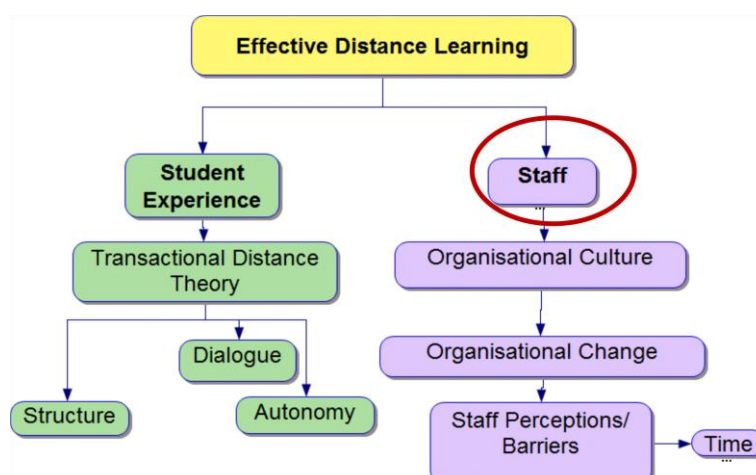 Effective Distance Learning
Student
Experience
Staff
...
Transactional Distance
Theory
Organisational Culture
Dialogue
Organisational Change
Structure
Autonomy
Staff Perceptions/
Barriers
Time
...